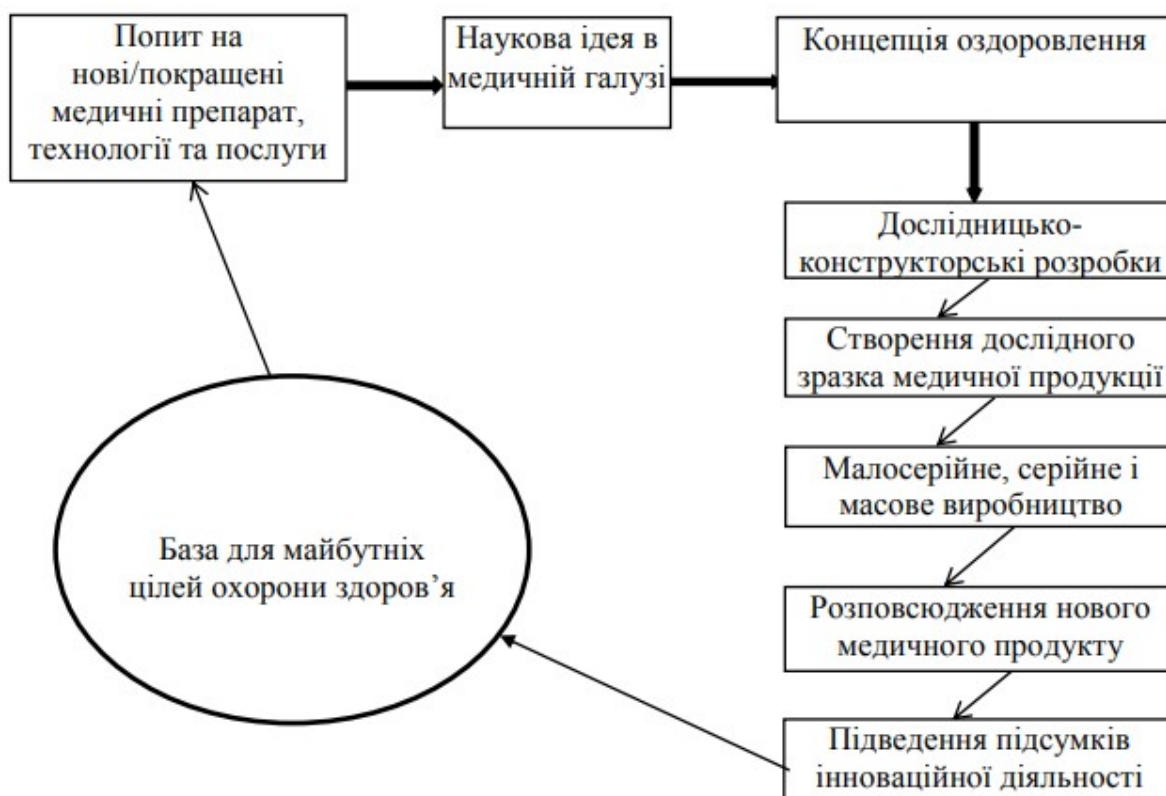 Попит на
нові/покращені
медичні препарат,
технології та послуги
Наукова ідея в
медичній галузі
Концепція оздоровлення
Дослідницько-
конструкторські розробки
Створення дослідного
зразка медичної продукції
Малосерійне, серійне і
масове виробництво
Розповсюдження нового
медичного продукту
Підведення підсумків
інноваційної діяльності
База для майбутніх
цілей охорони здоров’я